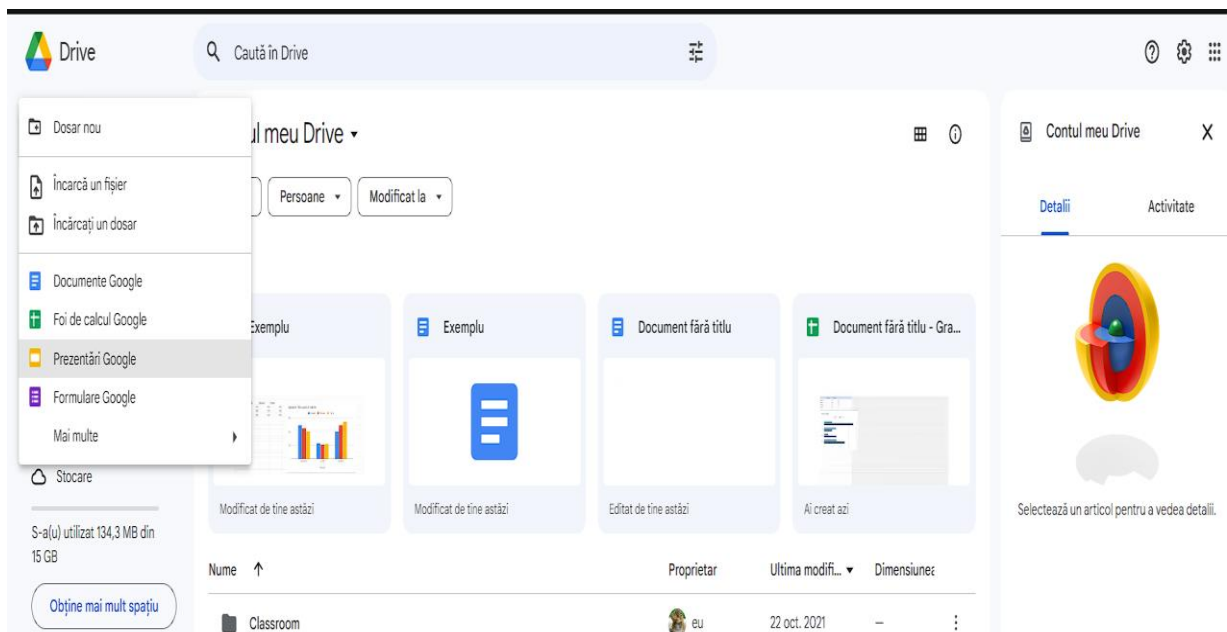 Drive
Caută în Drive
Dosar nou
Încarcă un fișier
Încărcați un dosar
Documente Google
Foi de calcul Google
Prezentări Google
Formulare Google
Mai multe
Stocare
S-a(u) utilizat 134,3 MB din
15 GB
Obține mai mult spațiu
meu Drive
Persoane
Modificat la
Exemplu
Modificat de tine astăzi
Exemplu
Modificat de tine astăzi
Document fără titlu
Editat de tine astăzi
Document fără titlu - Gra...
Ai creat azi
Nume
Proprietar
Ultima modifi...
Dimensiunea
Classroom
eu
22 oct. 2021
–
Contul meu Drive
Detalii
Activitate
Selectează un articol pentru a vedea detalii.